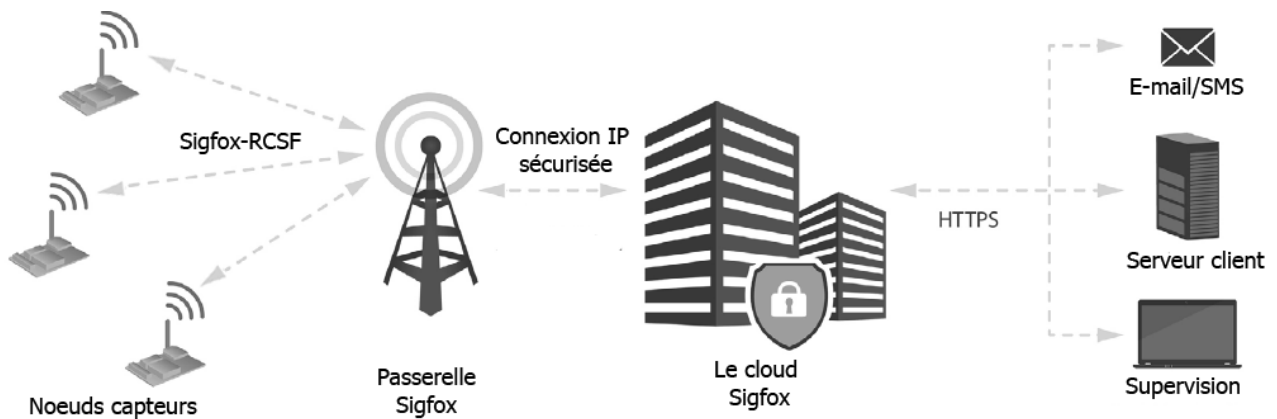 Sigfox-RCSF
Noeuds capteurs
Passerelle
Sigfox
Connexion IP
sécurisée
Le cloud
Sigfox
HTTPS
E-mail/SMS
Serveur client
Supervision